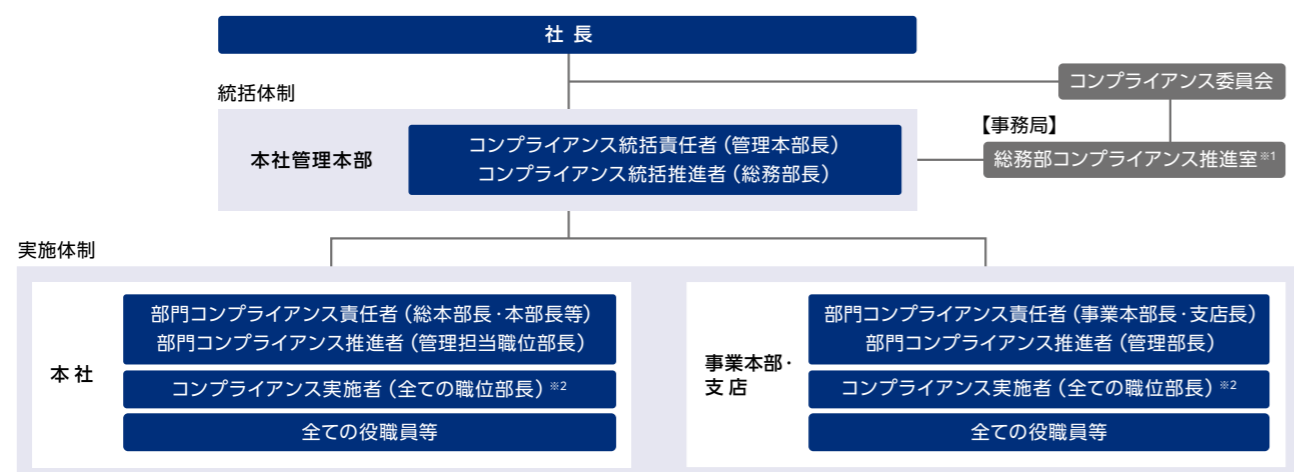 社 長
コンプライアンス委員会
統括体制
【事務局】
本社管理本部
コンプライアンス統括責任者（管理本部長）
コンプライアンス統括推進者（総務部長）
総務部コンプライアンス推進室※1
実施体制
本 社
部門コンプライアンス責任者（総本部長・本部長等）
部門コンプライアンス推進者（管理担当職位部長）
コンプライアンス実施者（全ての職位部長）※2
全ての役職員等
事業本部・
支 店
部門コンプライアンス責任者（事業本部長・支店長）
部門コンプライアンス推進者（管理部長）
コンプライアンス実施者（全ての職位部長）※2
全ての役職員等